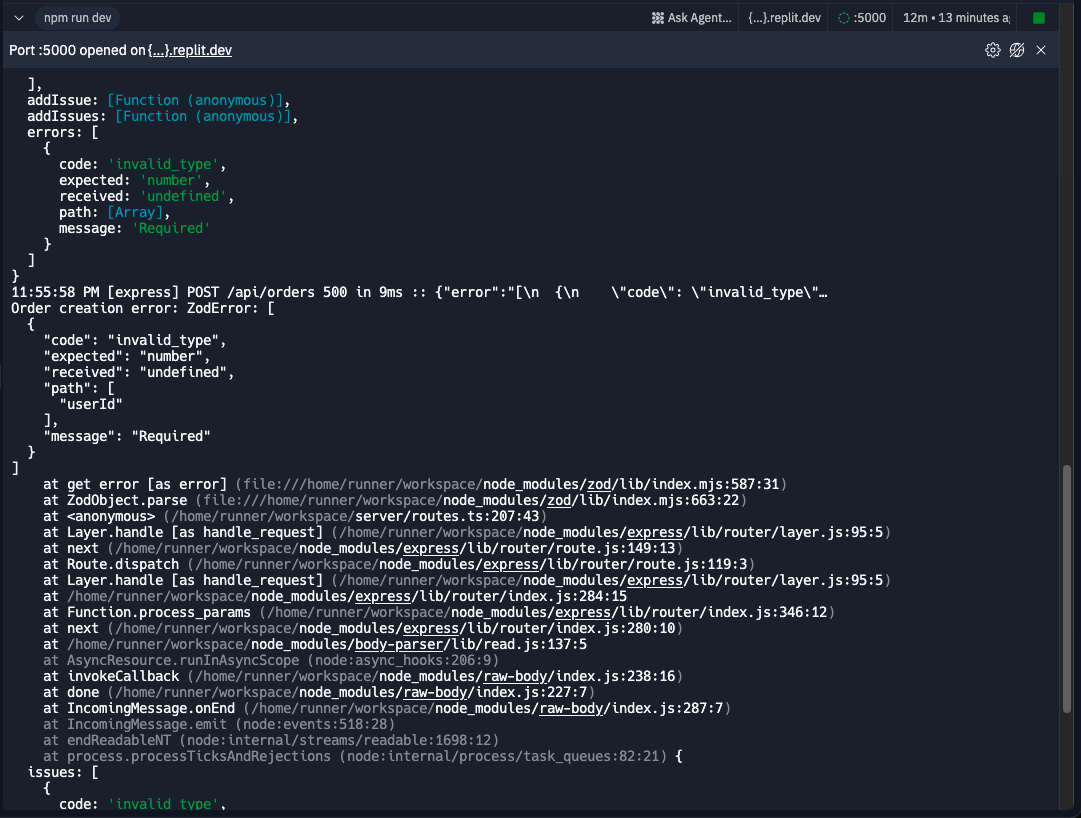 npm run dev
Ask Agent...
{...}.replit.dev
:5000
12m • 13 minutes
Port :5000 opened on {...}.replit.dev
],
addIssue: [Function (anonymous)],
addIssues: [Function (anonymous)],
errors: [
{
code: 'invalid_type',
expected: 'number',
received: 'undefined',
path: [Array],
message: 'Required'
}
]
}
11:55:58 PM [express] POST /api/orders 500 in 9ms :: {"error":"[\n  {\n    \"code\": \"invalid_type\"…
Order creation error: ZodError: [
{
"code": "invalid_type",
"expected": "number",
"received": "undefined",
"path": [
"userId"
],
"message": "Required"
}
]
at get error [as error] (file:///home/runner/workspace/node_modules/zod/lib/index.mjs:587:31)
at ZodObject.parse (file:///home/runner/workspace/node_modules/zod/lib/index.mjs:663:22)
at <anonymous> (/home/runner/workspace/server/routes.ts:207:43)
at Layer.handle [as handle_request] (/home/runner/workspace/node_modules/express/lib/router/layer.js:95:5)
at next (/home/runner/workspace/node_modules/express/lib/router/route.js:149:13)
at Route.dispatch (/home/runner/workspace/node_modules/express/lib/router/route.js:119:3)
at Layer.handle [as handle_request] (/home/runner/workspace/node_modules/express/lib/router/layer.js:95:5)
at /home/runner/workspace/node_modules/express/lib/router/index.js:284:15
at Function.process_params (/home/runner/workspace/node_modules/express/lib/router/index.js:346:12)
at next (/home/runner/workspace/node_modules/express/lib/router/index.js:280:10)
at /home/runner/workspace/node_modules/body-parser/lib/read.js:137:5
at AsyncResource.runInAsyncScope (node:async_hooks:206:9)
at invokeCallback (/home/runner/workspace/node_modules/raw-body/index.js:238:16)
at done (/home/runner/workspace/node_modules/raw-body/index.js:227:7)
at IncomingMessage.onEnd (/home/runner/workspace/node_modules/raw-body/index.js:287:7)
at IncomingMessage.emit (node:events:518:28)
at endReadableNT (node:internal/streams/readable:1698:12)
at process.processTicksAndRejections (node:internal/process/task_queues:82:21) {
issues: [
{
code: 'invalid_type',